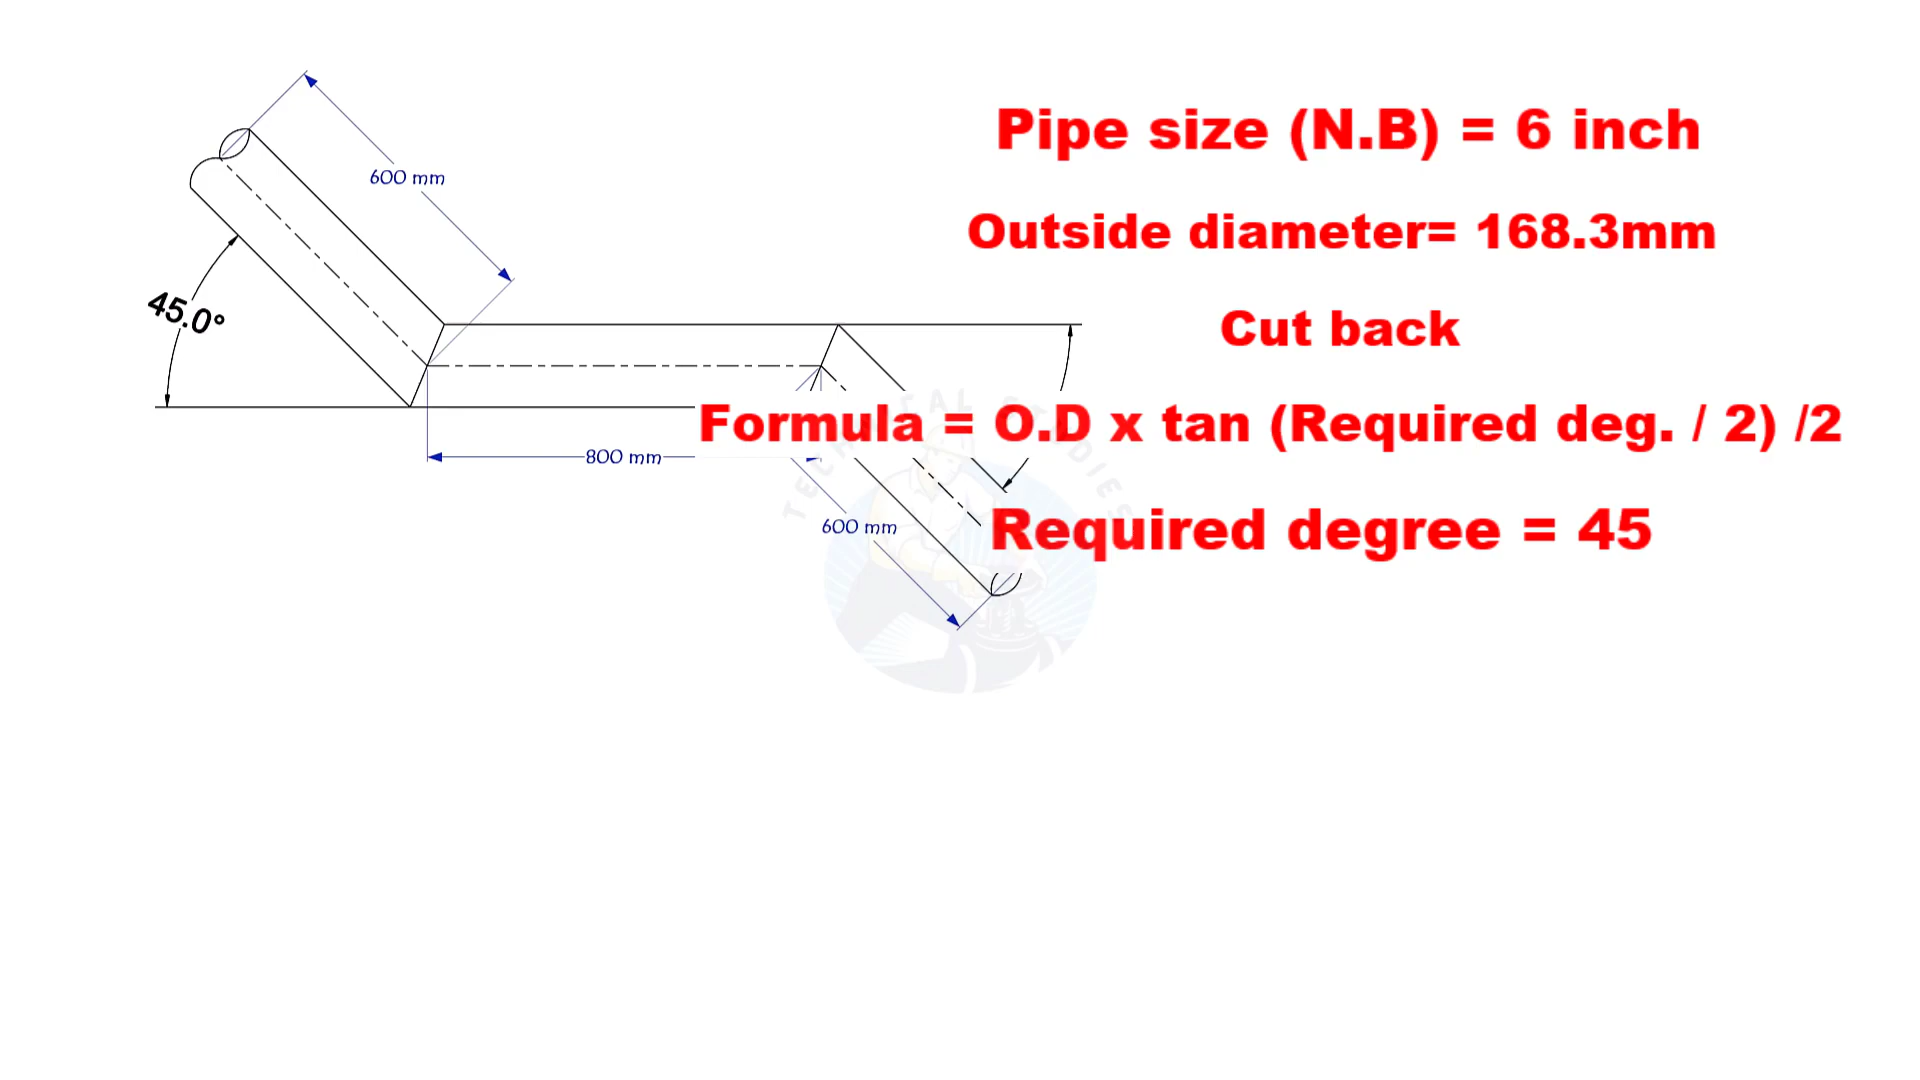 Pipe size (N.B) = 6 inch
600 mm
Outside diameter= 168.3mm
45.0°
Cut back
Formula = O.D x tan (Required deg. / 2) /2
800 mm
600 mm
Required degree = 45